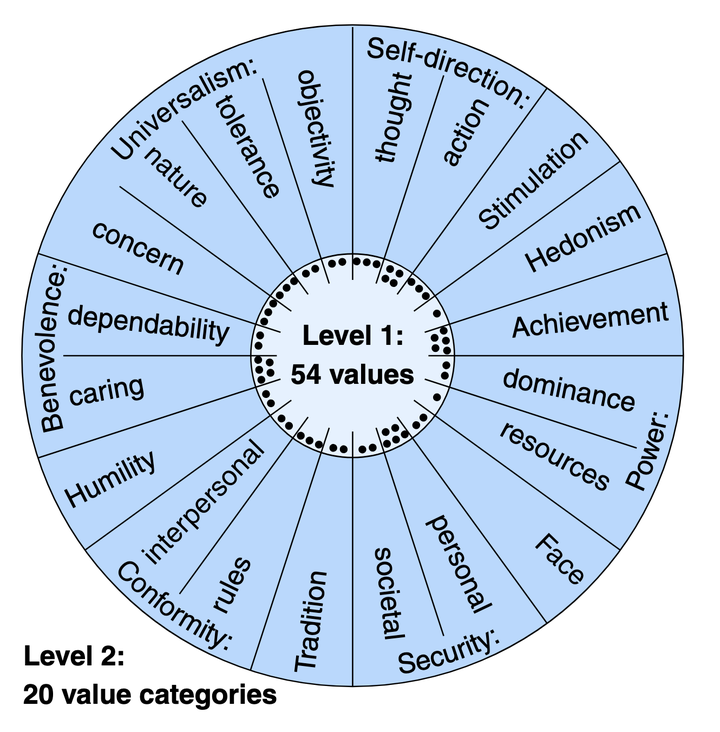 Self-direction:
thought
action
Stimulation
Hedonism
Achievement
Power:
dominance
resources
Face
Security:
personal
societal
Tradition
Conformity:
rules
interpersonal
Humility
Benevolence:
caring
dependability
Universalism:
concern
nature
tolerance
objectivity
Level 1:
54 values
Level 2:
20 value categories